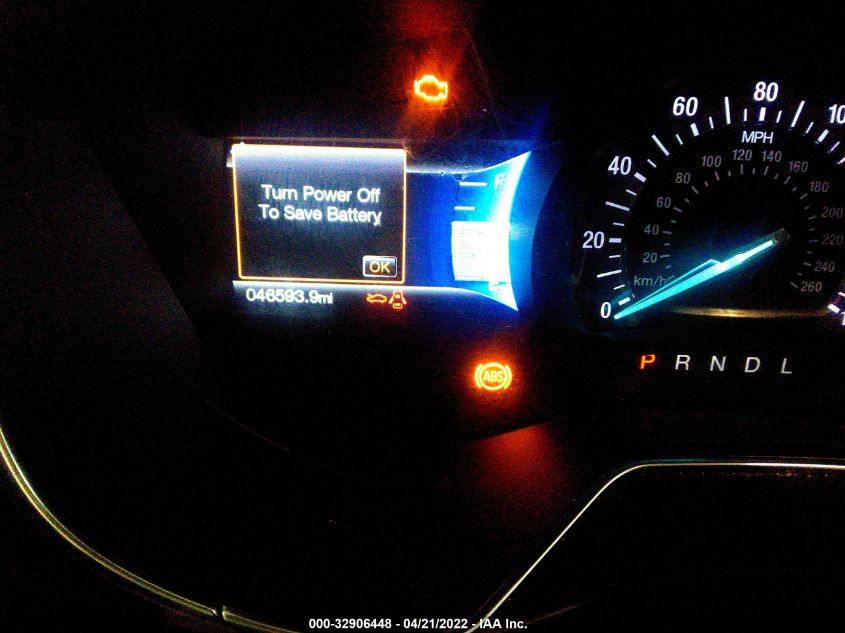 Turn Power Off
To Save Battery
OK
046593.9mi
F
ABS
0 20 40 60 80
MPH
20 40 60 80 100 120 140 160 180 200 220 240 260
km/h
P R N D L
000-32906448 - 04/21/2022 - IAA Inc.